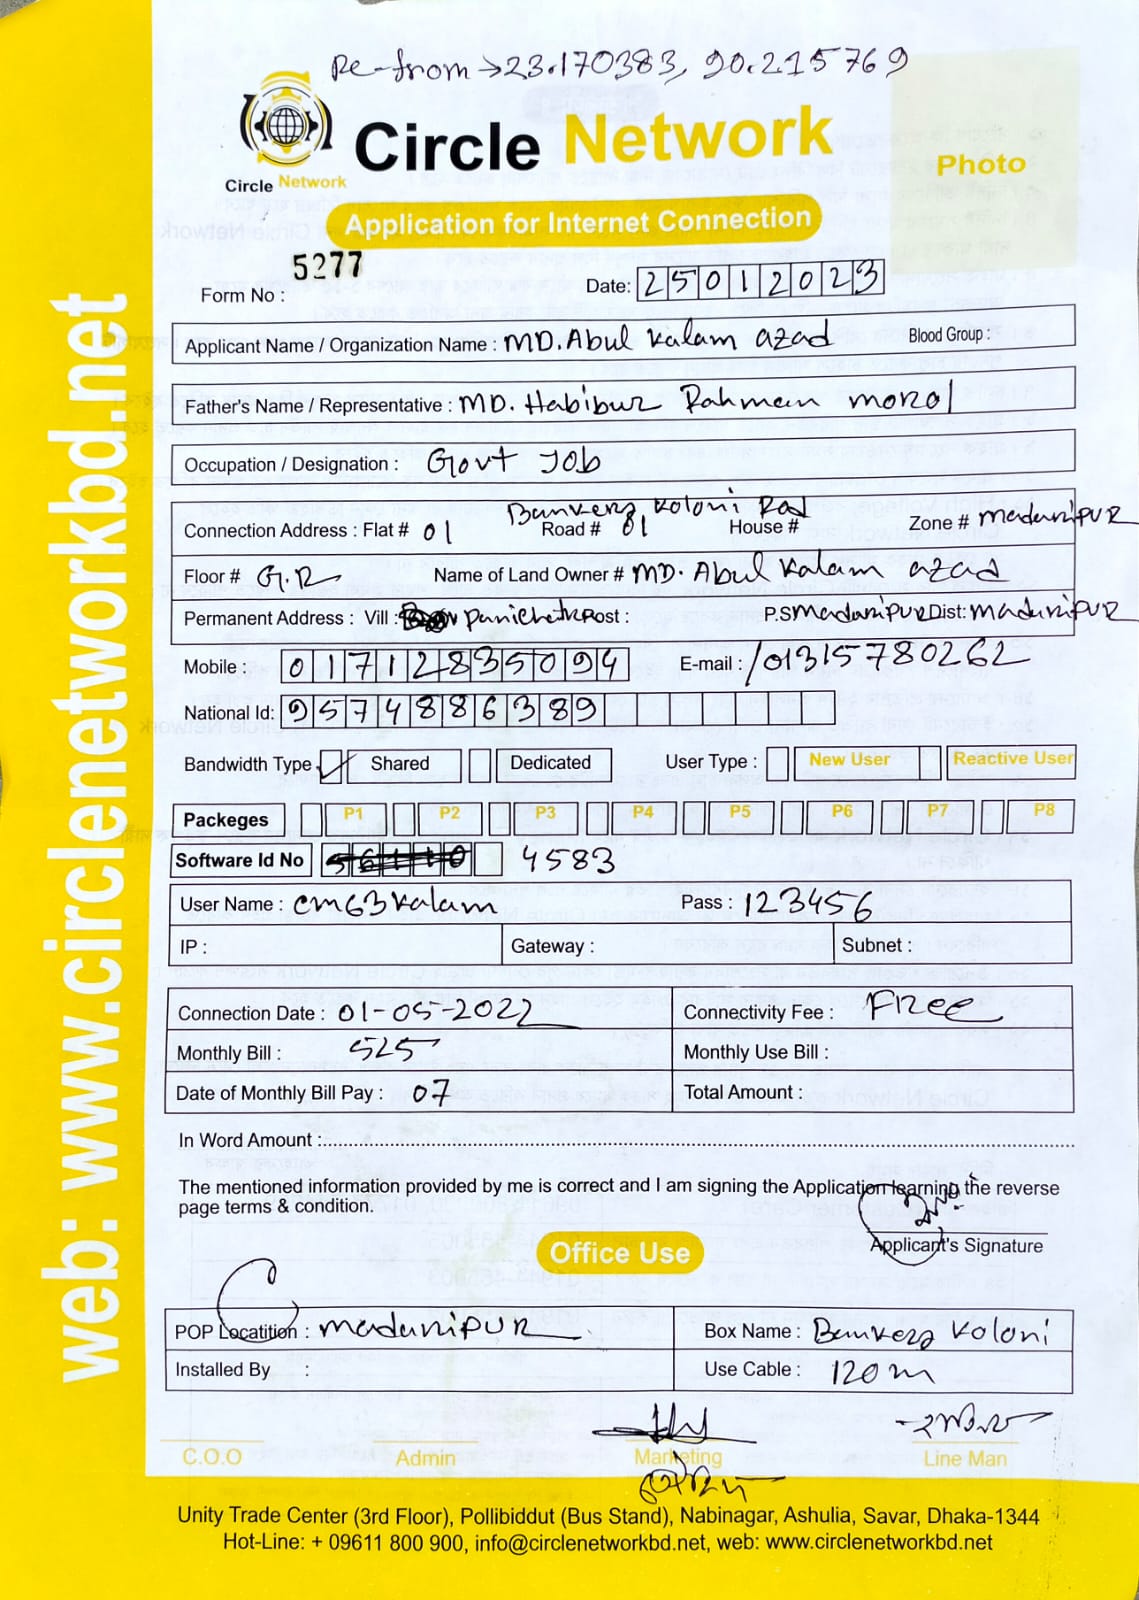 Re-from → 23.170383, 90.215769
Circle Network
Circle Network
Photo
Application for Internet Connection
Form No : 5277
Date: 25012023
Applicant Name / Organization Name : MD. Abul Kalam azad Blood Group :
Father's Name / Representative : MD. Habibur Rahman moral
Occupation / Designation : Govt Job
Bankerz Koloni Rod
Connection Address : Flat # 01 Road # 01 House # Zone # madaripur
Floor # G.R Name of Land Owner # MD. Abul Kalam azad
Permanent Address : Vill : Post : P.S madaripur Dist: madaripur
Mobile : 01712835094 E-mail : /01315780262
National Id: 9574886389
Bandwidth Type Shared Dedicated User Type : New User Reactive User
Packeges P1 P2 P3 P4 P5 P6 P7 P8
Software Id No 4583
User Name : cm63kalam Pass : 123456
IP : Gateway : Subnet :
Connection Date : 01-05-2022 Connectivity Fee : Free
Monthly Bill : 525 Monthly Use Bill :
Date of Monthly Bill Pay : 07 Total Amount :
In Word Amount :
The mentioned information provided by me is correct and I am signing the Application learning the reverse
page terms & condition.
Applicant's Signature
Office Use
POP Locatition : madaripur Box Name : Bankerz Koloni
Installed By : Use Cable : 120m
C.O.O Admin Marketing Line Man
Unity Trade Center (3rd Floor), Pollibiddut (Bus Stand), Nabinagar, Ashulia, Savar, Dhaka-1344
Hot-Line: + 09611 800 900, info@circlenetworkbd.net, web: www.circlenetworkbd.net
web: www.circlenetworkbd.net